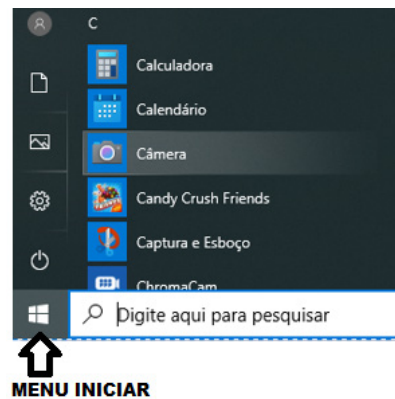 C
Calculadora
Calendário
Câmera
Candy Crush Friends
Captura e Esboço
ChromaCam
Digite aqui para pesquisar
MENU INICIAR